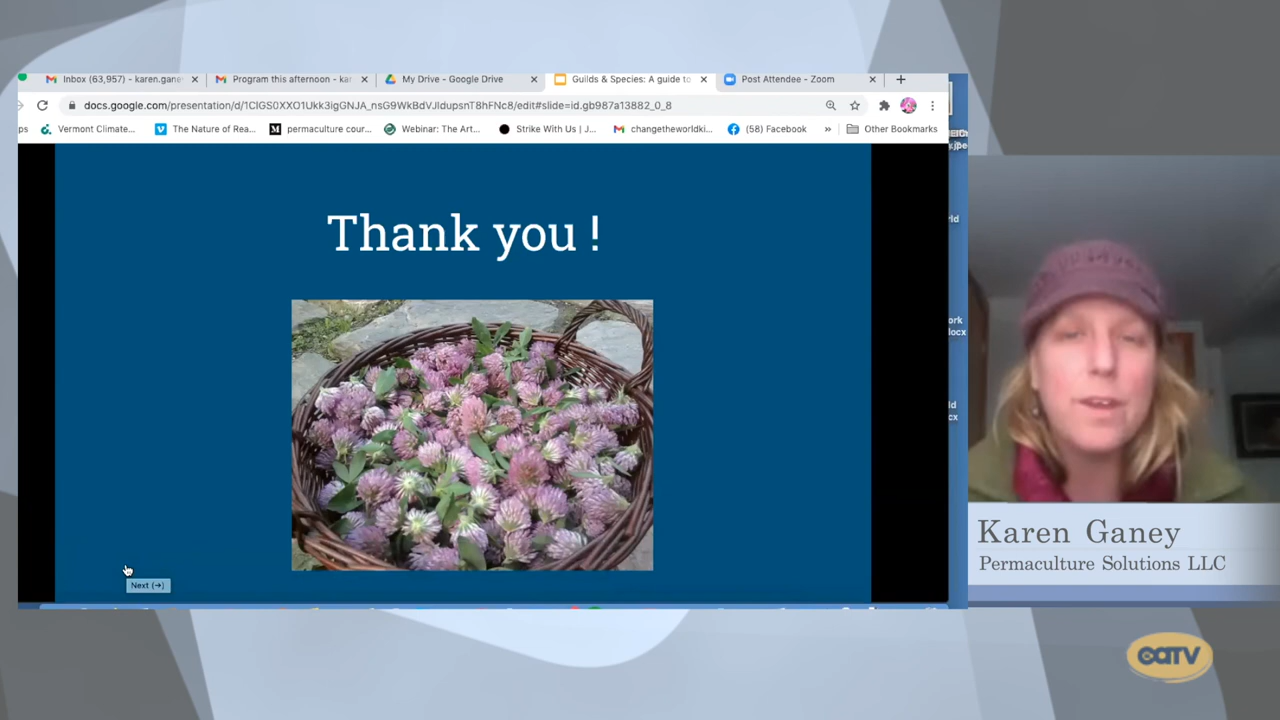 Inbox (63,957) - karen.gane
Program this afternoon - kar
My Drive - Google Drive
Guilds & Species: A guide to
Post Attendee - Zoom
docs.google.com/presentation/d/1CIGS0XXO1Ukk3igGNJA_nsG9WkBdVJIdupsnT8hFNc8/edit#slide=id.gb987a13882_0_8
ps
Vermont Climate...
The Nature of Rea...
permaculture cour...
Webinar: The Art...
Strike With Us | J...
changetheworldki...
(58) Facebook
»
Other Bookmarks
Thank you !
Next (→)
Karen Ganey
Permaculture Solutions LLC
CATV